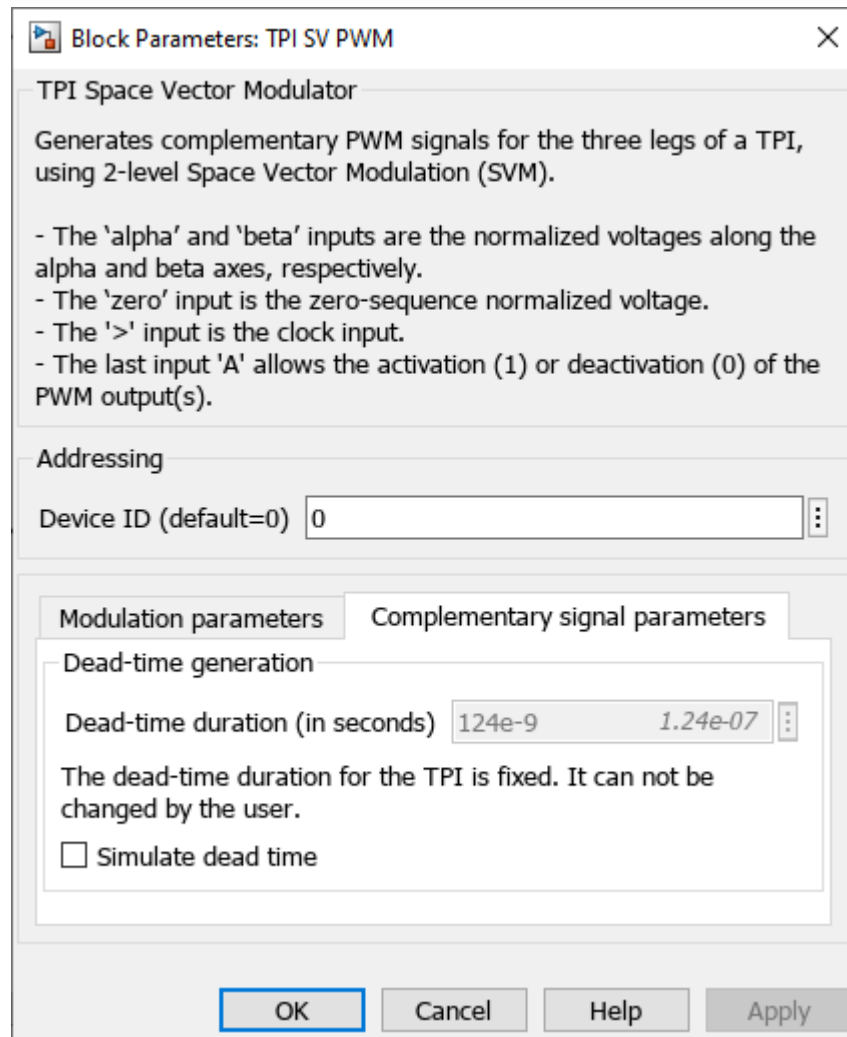 Block Parameters: TPI SV PWM
TPI Space Vector Modulator
Generates complementary PWM signals for the three legs of a TPI,
using 2-level Space Vector Modulation (SVM).
- The ‘alpha’ and ‘beta’ inputs are the normalized voltages along the
alpha and beta axes, respectively.
- The ‘zero’ input is the zero-sequence normalized voltage.
- The '>' input is the clock input.
- The last input 'A' allows the activation (1) or deactivation (0) of the
PWM output(s).
Addressing
Device ID (default=0) 0
Modulation parameters Complementary signal parameters
Dead-time generation
Dead-time duration (in seconds) 124e-9 1.24e-07
The dead-time duration for the TPI is fixed. It can not be
changed by the user.
Simulate dead time
OK Cancel Help Apply